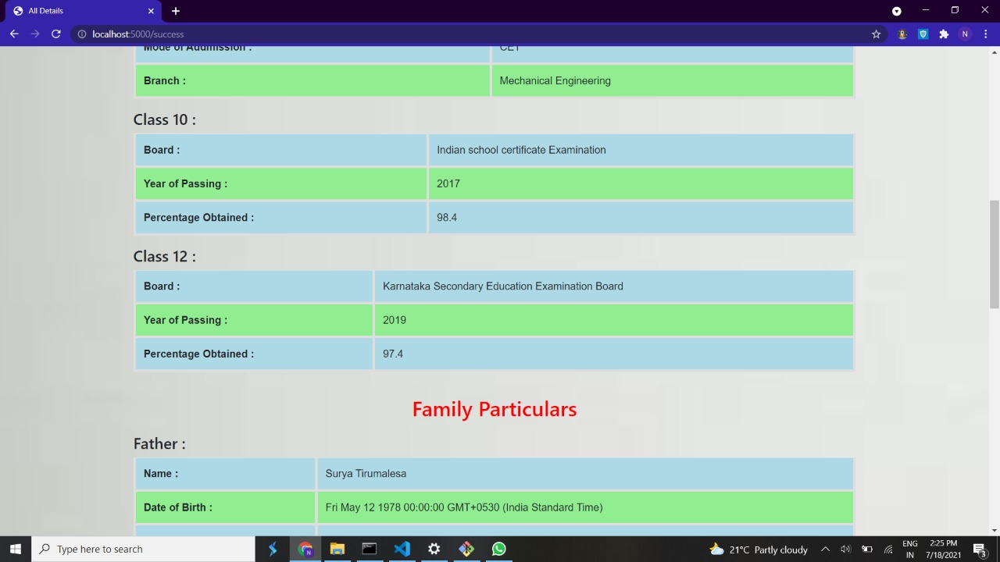 All Details
localhost:5000/success
N
Mode of Addmission : CET
Branch : Mechanical Engineering
Class 10 :
Board : Indian school certificate Examination
Year of Passing : 2017
Percentage Obtained : 98.4
Class 12 :
Board : Karnataka Secondary Education Examination Board
Year of Passing : 2019
Percentage Obtained : 97.4
Family Particulars
Father :
Name : Surya Tirumalesa
Date of Birth : Fri May 12 1978 00:00:00 GMT+0530 (India Standard Time)
Type here to search
N
21°C Partly cloudy
ENG
IN
2:25 PM
7/18/2021
3